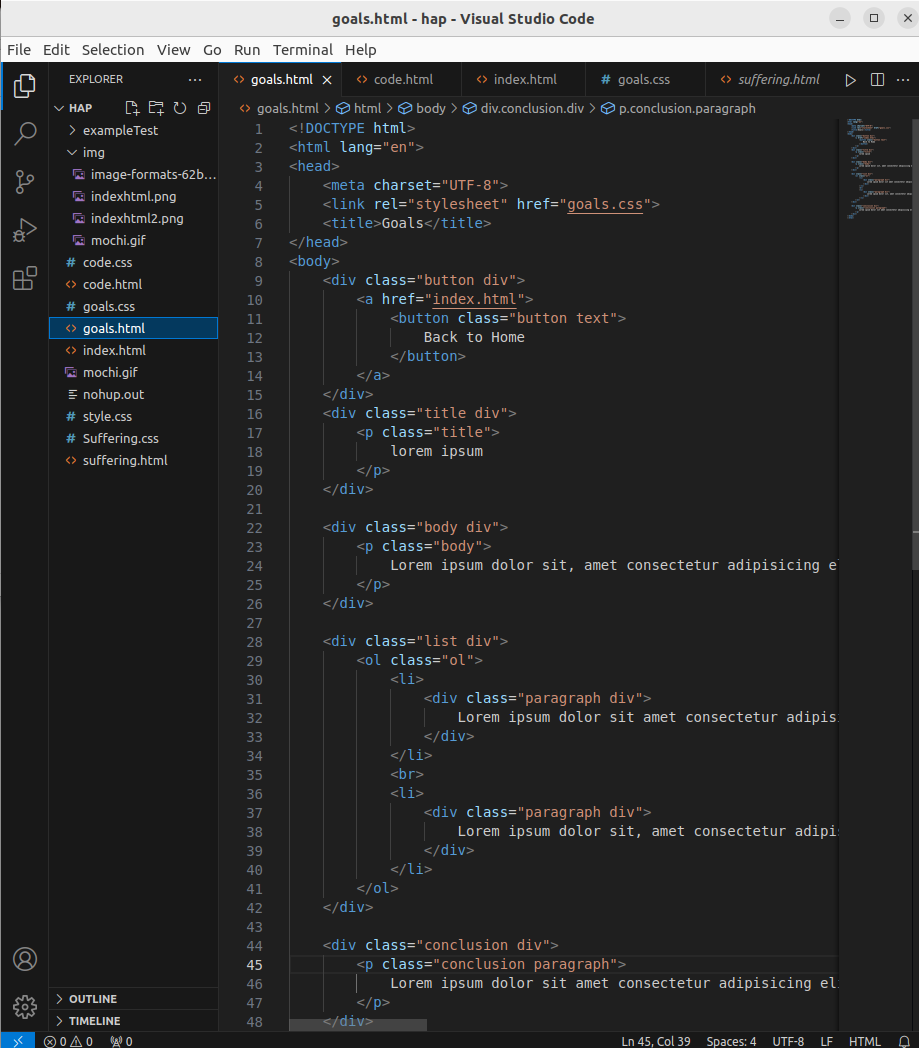 goals.html - hap - Visual Studio Code
File Edit Selection View Go Run Terminal Help
EXPLORER
goals.html code.html index.html goals.css suffering.html
HAP
goals.html > html > body > div.conclusion.div > p.conclusion.paragraph
exampleTest
img
image-formats-62b...
indexhtml.png
indexhtml2.png
mochi.gif
code.css
code.html
goals.css
goals.html
index.html
mochi.gif
nohup.out
style.css
Suffering.css
suffering.html
OUTLINE
TIMELINE
1 <!DOCTYPE html>
2 <html lang="en">
3 <head>
4     <meta charset="UTF-8">
5     <link rel="stylesheet" href="goals.css">
6     <title>Goals</title>
7 </head>
8 <body>
9     <div class="button div">
10         <a href="index.html">
11             <button class="button text">
12                 Back to Home
13             </button>
14         </a>
15     </div>
16     <div class="title div">
17         <p class="title">
18             lorem ipsum
19         </p>
20     </div>
21
22     <div class="body div">
23         <p class="body">
24             Lorem ipsum dolor sit, amet consectetur adipisicing el
25         </p>
26     </div>
27
28     <div class="list div">
29         <ol class="ol">
30             <li>
31                 <div class="paragraph div">
32                     Lorem ipsum dolor sit amet consectetur adipis
33                 </div>
34             </li>
35             <br>
36             <li>
37                 <div class="paragraph div">
38                     Lorem ipsum dolor sit, amet consectetur adipi
39                 </div>
40             </li>
41         </ol>
42     </div>
43
44     <div class="conclusion div">
45         <p class="conclusion paragraph">
46             Lorem ipsum dolor sit amet consectetur adipisicing el
47         </p>
48     </div>
0 0 0 Ln 45, Col 39 Spaces: 4 UTF-8 LF HTML